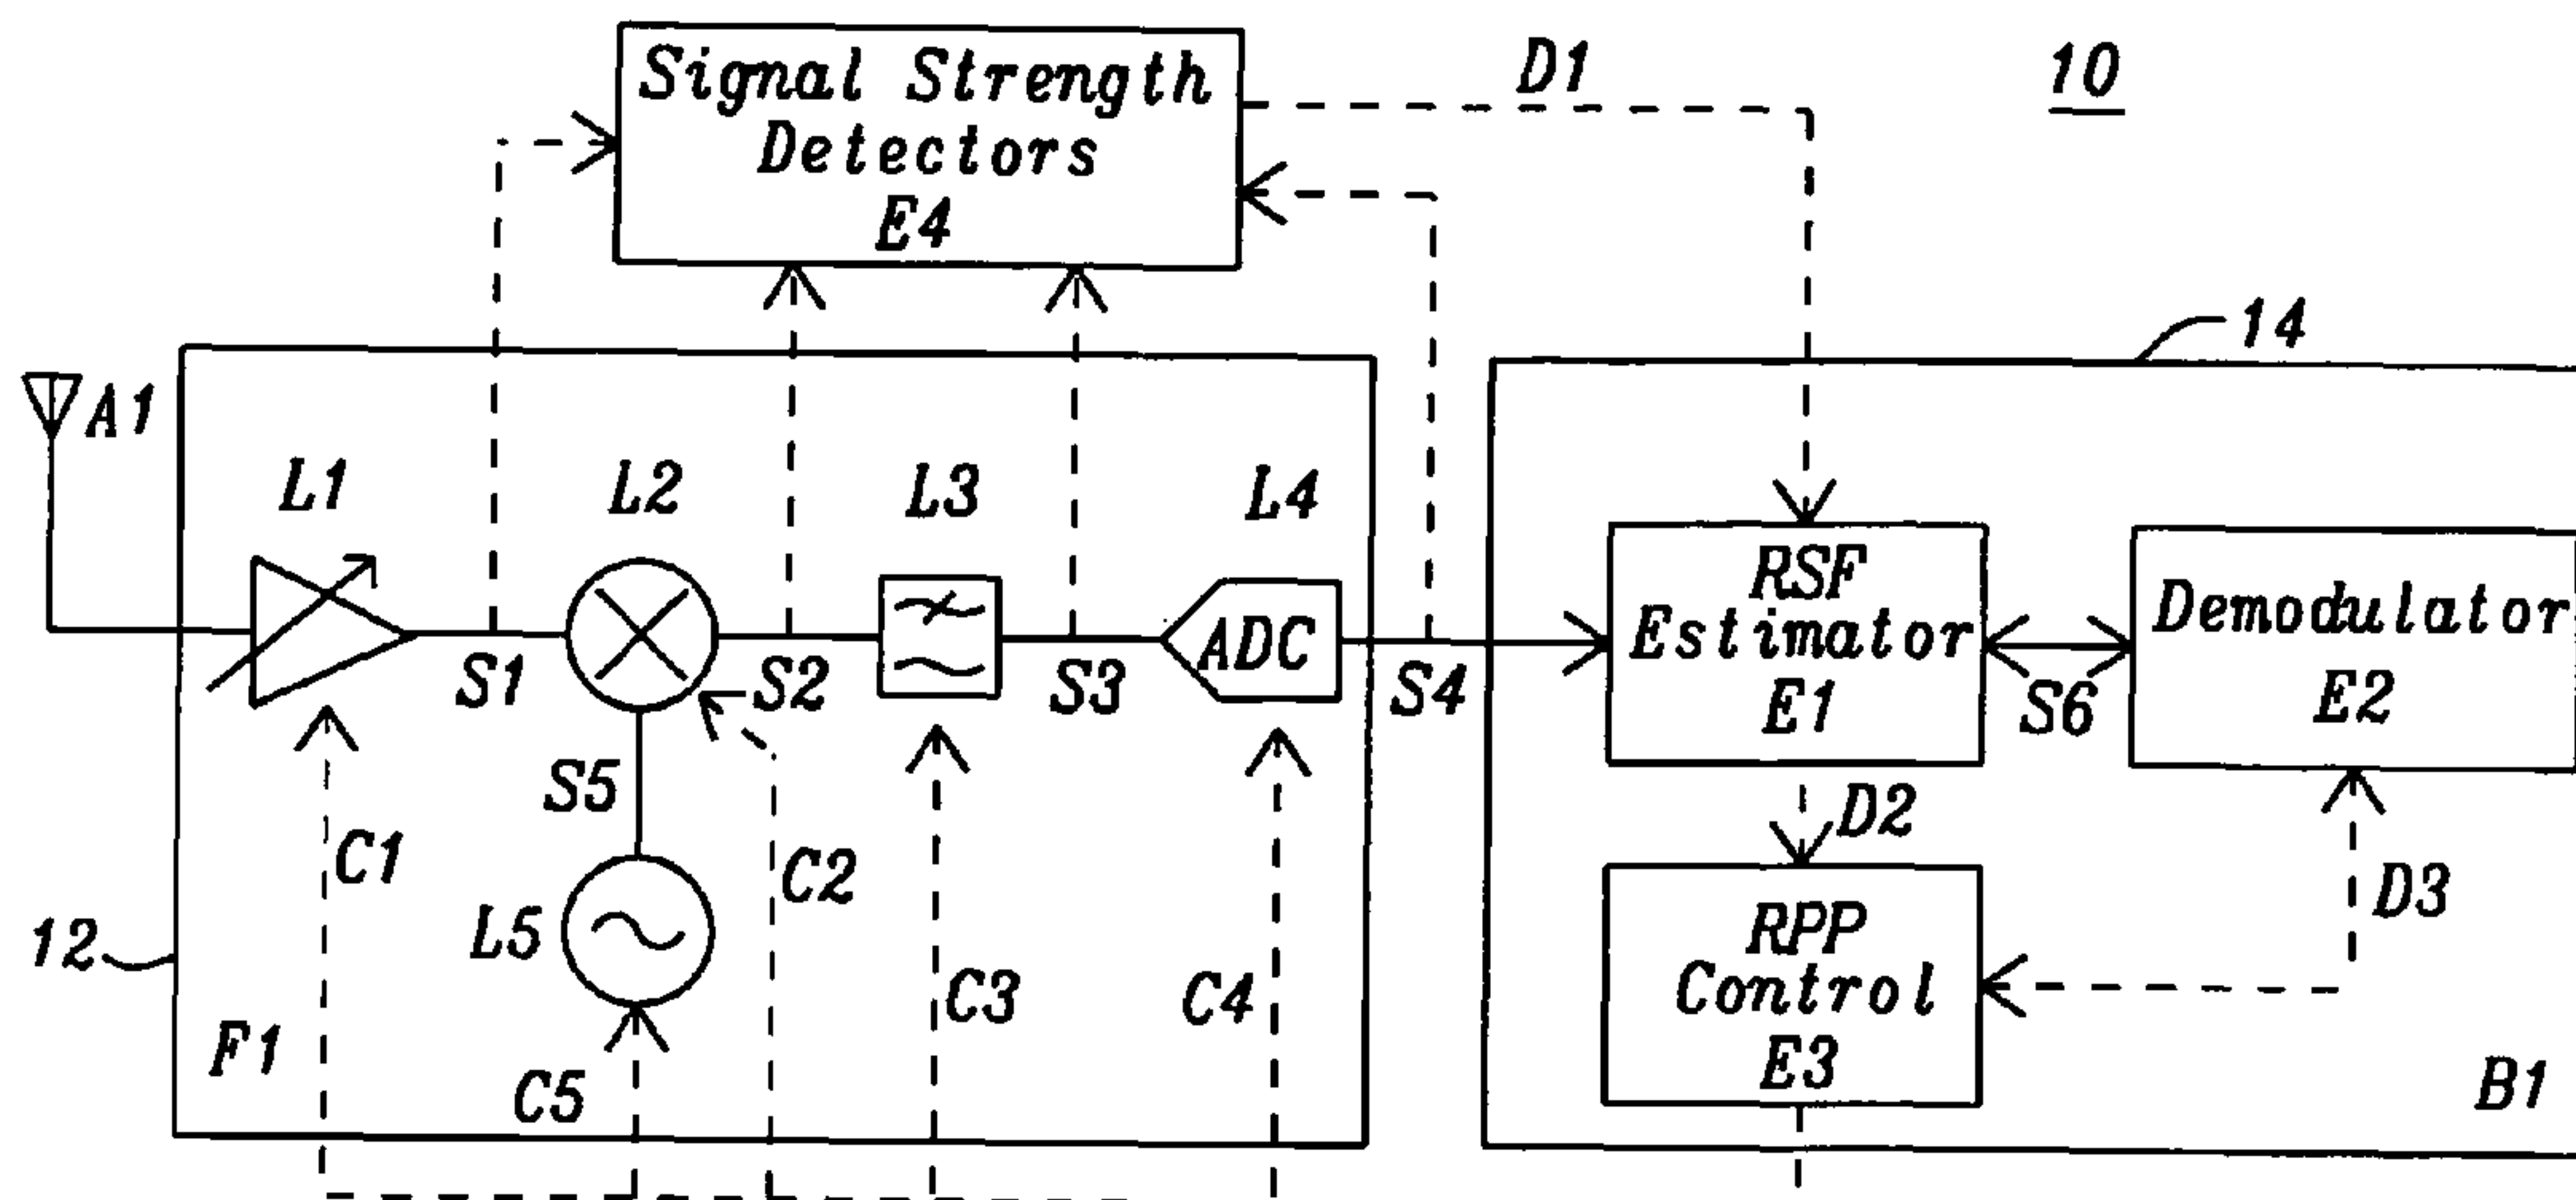 Signal Strength
Detectors
E4
D1
10
14
A1
L1
L2
L3
L4
ADC
S1
S2
S3
S4
RSF
Estimator
E1
S6
Demodulator
E2
S5
D2
C1
C2
D3
L5
RPP
Control
E3
12
C3
C4
F1
C5
B1